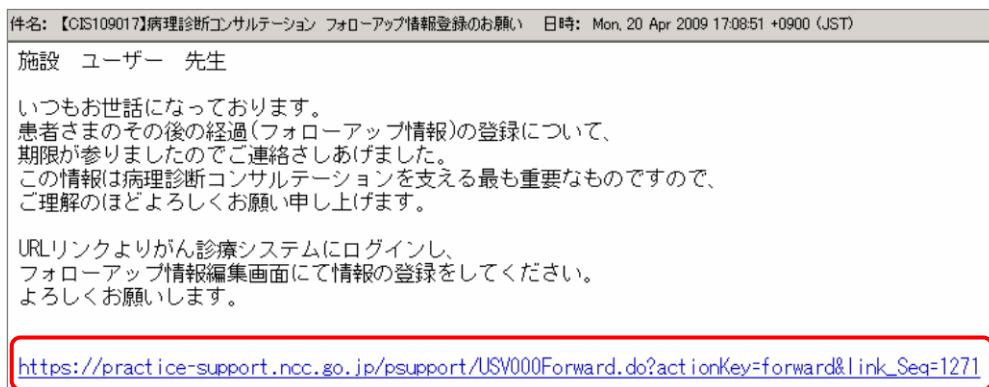 件名: 【CIS109017】病理診断コンサルテーション フォローアップ情報登録のお願い 日時: Mon, 20 Apr 2009 17:08:51 +0900 (JST)
施設 ユーザー 先生
いつもお世話になっております。
患者さまのその後の経過(フォローアップ情報)の登録について、
期限が参りましたのでご連絡さしあげました。
この情報は病理診断コンサルテーションを支える最も重要なものですので、
ご理解のほどよろしくお願い申し上げます。
URLリンクよりがん診療システムにログインし、
フォローアップ情報編集画面にて情報の登録をしてください。
よろしくお願いします。
https://practice-support.ncc.go.jp/psupport/USV000Forward.do?actionKey=forward&link_Seq=1271